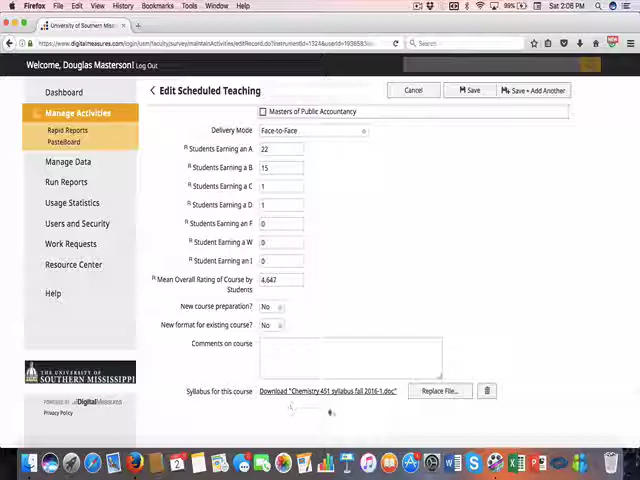 Firefox File Edit View History Bookmarks Tools Window Help 99% Sat 2:06 PM
University of Southern Missi...
https://www.digitalmeasures.com/login/usm/faculty/survey/maintainActivities/editRecord.do
Search
Welcome, Douglas Masterson! Log Out
Dashboard
Manage Activities
Rapid Reports
PasteBoard
Manage Data
Run Reports
Usage Statistics
Users and Security
Work Requests
Resource Center
Help
THE UNIVERSITY OF
SOUTHERN MISSISSIPPI
POWERED BY DigitalMeasures
Privacy Policy
Edit Scheduled Teaching
Cancel
Save
Save + Add Another
Masters of Public Accountancy
Delivery Mode Face-to-Face
R Students Earning an A 22
R Students Earning a B 15
R Students Earning a C 1
R Students Earning a D 1
R Students Earning an F 0
R Student Earning a W 0
R Student Earning an I 0
R Mean Overall Rating of Course by 4.647
Students
New course preparation? No
New format for existing course? No
Comments on course
Syllabus for this course Download "Chemistry 451 syllabus fall 2016-1.doc" Replace File...